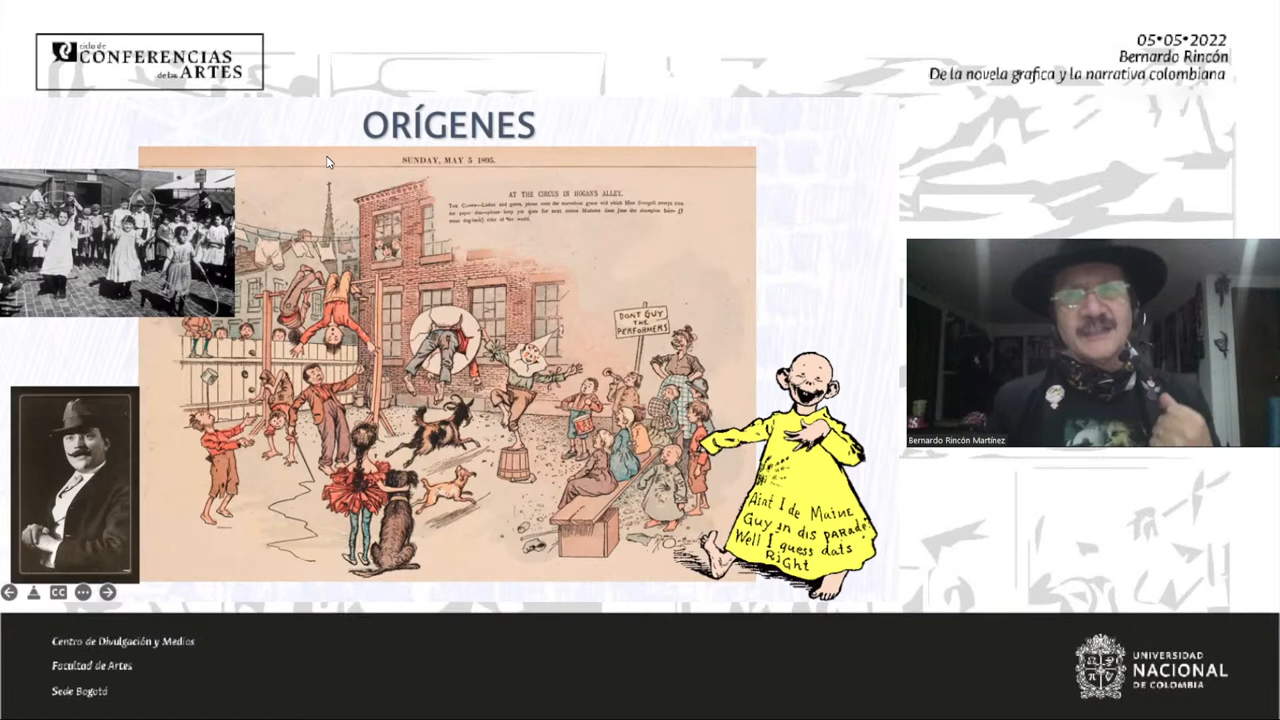 ciclo de
CONFERENCIAS
de las ARTES
05•05•2022
Bernardo Rincón
De la novela grafica y la narrativa colombiana
ORÍGENES
SUNDAY, MAY 5 1895.
AT THE CIRCUS IN HOGAN'S ALLEY.
DONT GUY
THE
PERFORMERS
Aint I de Maine
Guy in dis parade?
Well I guess dats
Right
Bernardo Rincón Martínez
CC
Centro de Divulgación y Medios
Facultad de Artes
Sede Bogotá
UNIVERSIDAD
NACIONAL
DE COLOMBIA